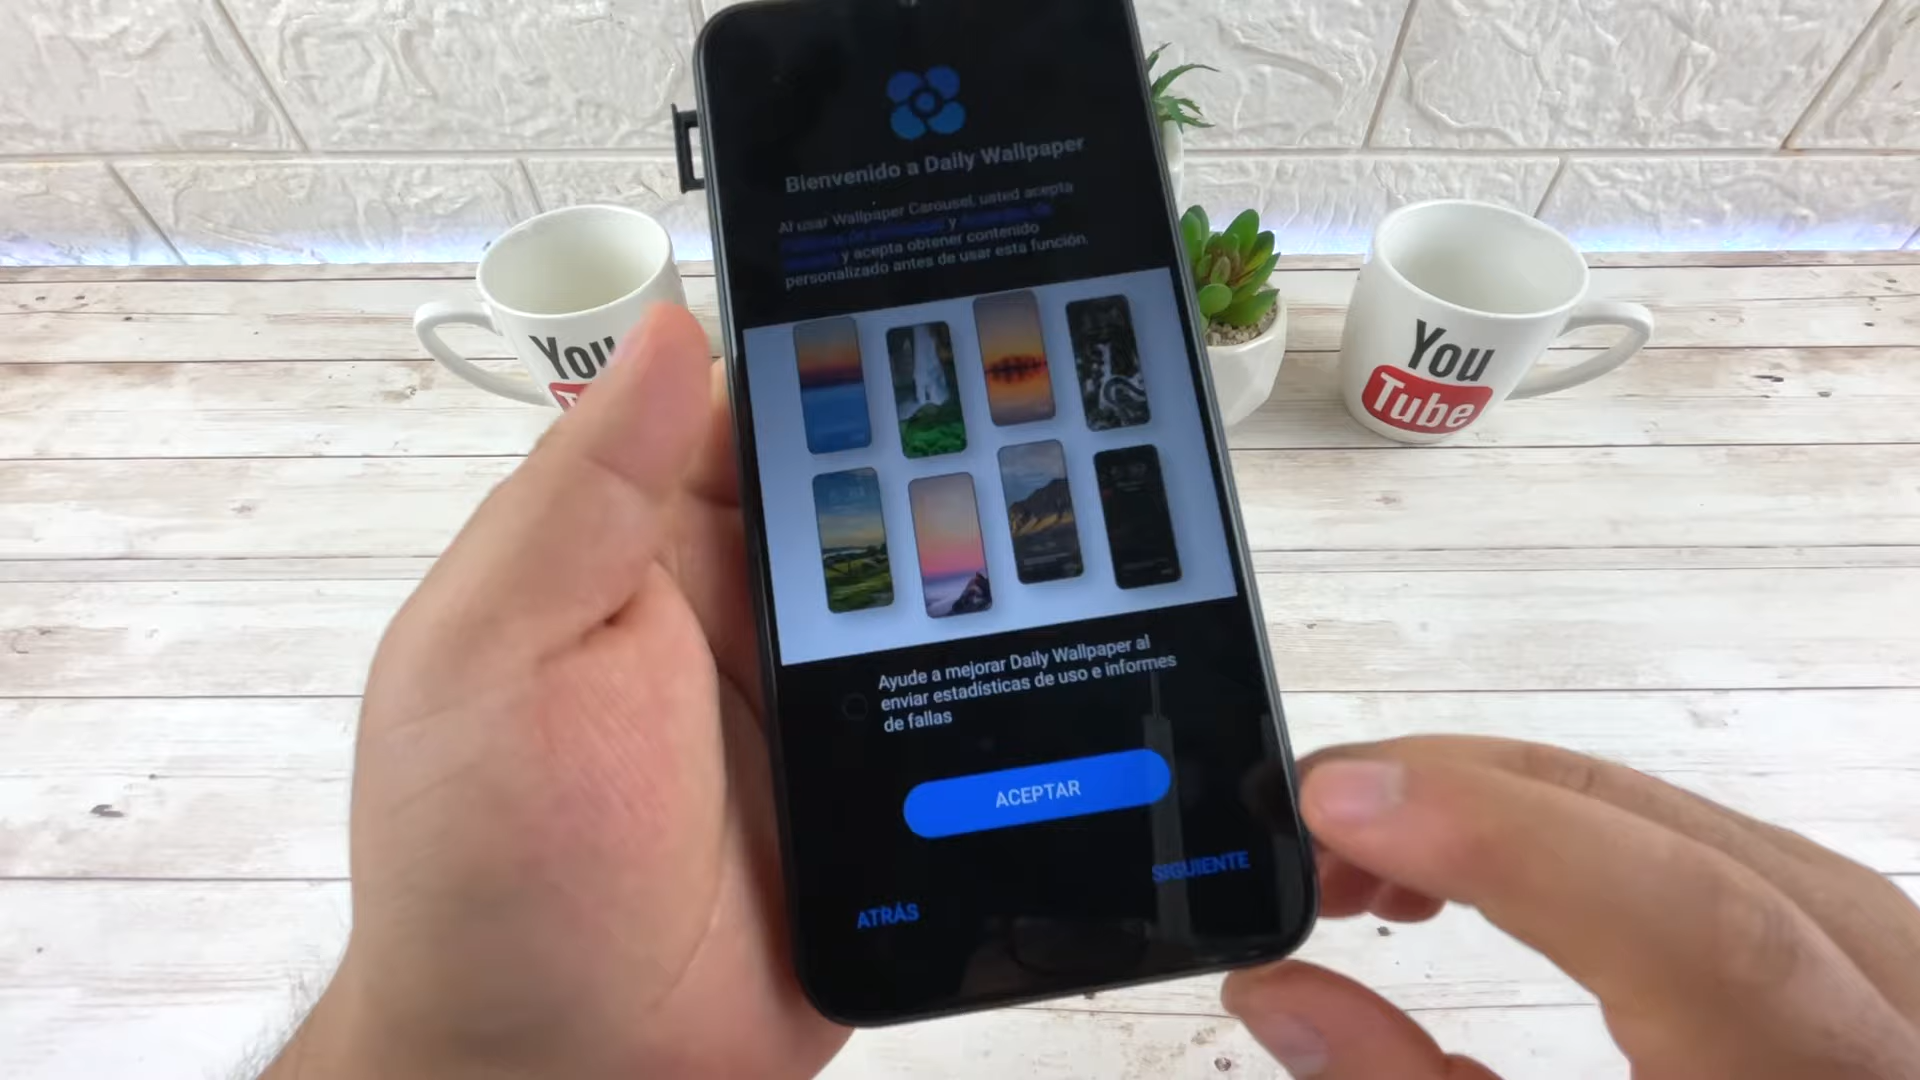 Bienvenido a Daily Wallpaper
Al usar Wallpaper Carousel, usted acepta
y
y acepta obtener contenido
personalizado antes de usar esta función.
Ayude a mejorar Daily Wallpaper al
enviar estadísticas de uso e informes
de fallas
ACEPTAR
SIGUIENTE
ATRÁS
You
You
Tube